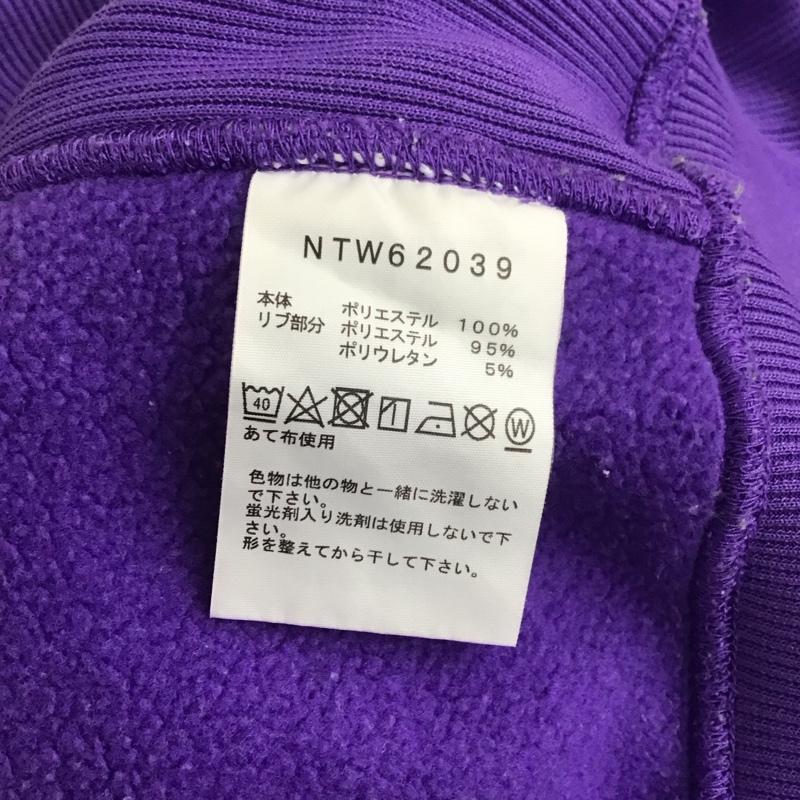 NTW62039
本体 ポリエステル 100%
リブ部分 ポリエステル 95%
ポリウレタン 5%
40 W
あて布使用
色物は他の物と一緒に洗濯しない
で下さい。
蛍光剤入り洗剤は使用しないで下
さい。
形を整えてから干して下さい。